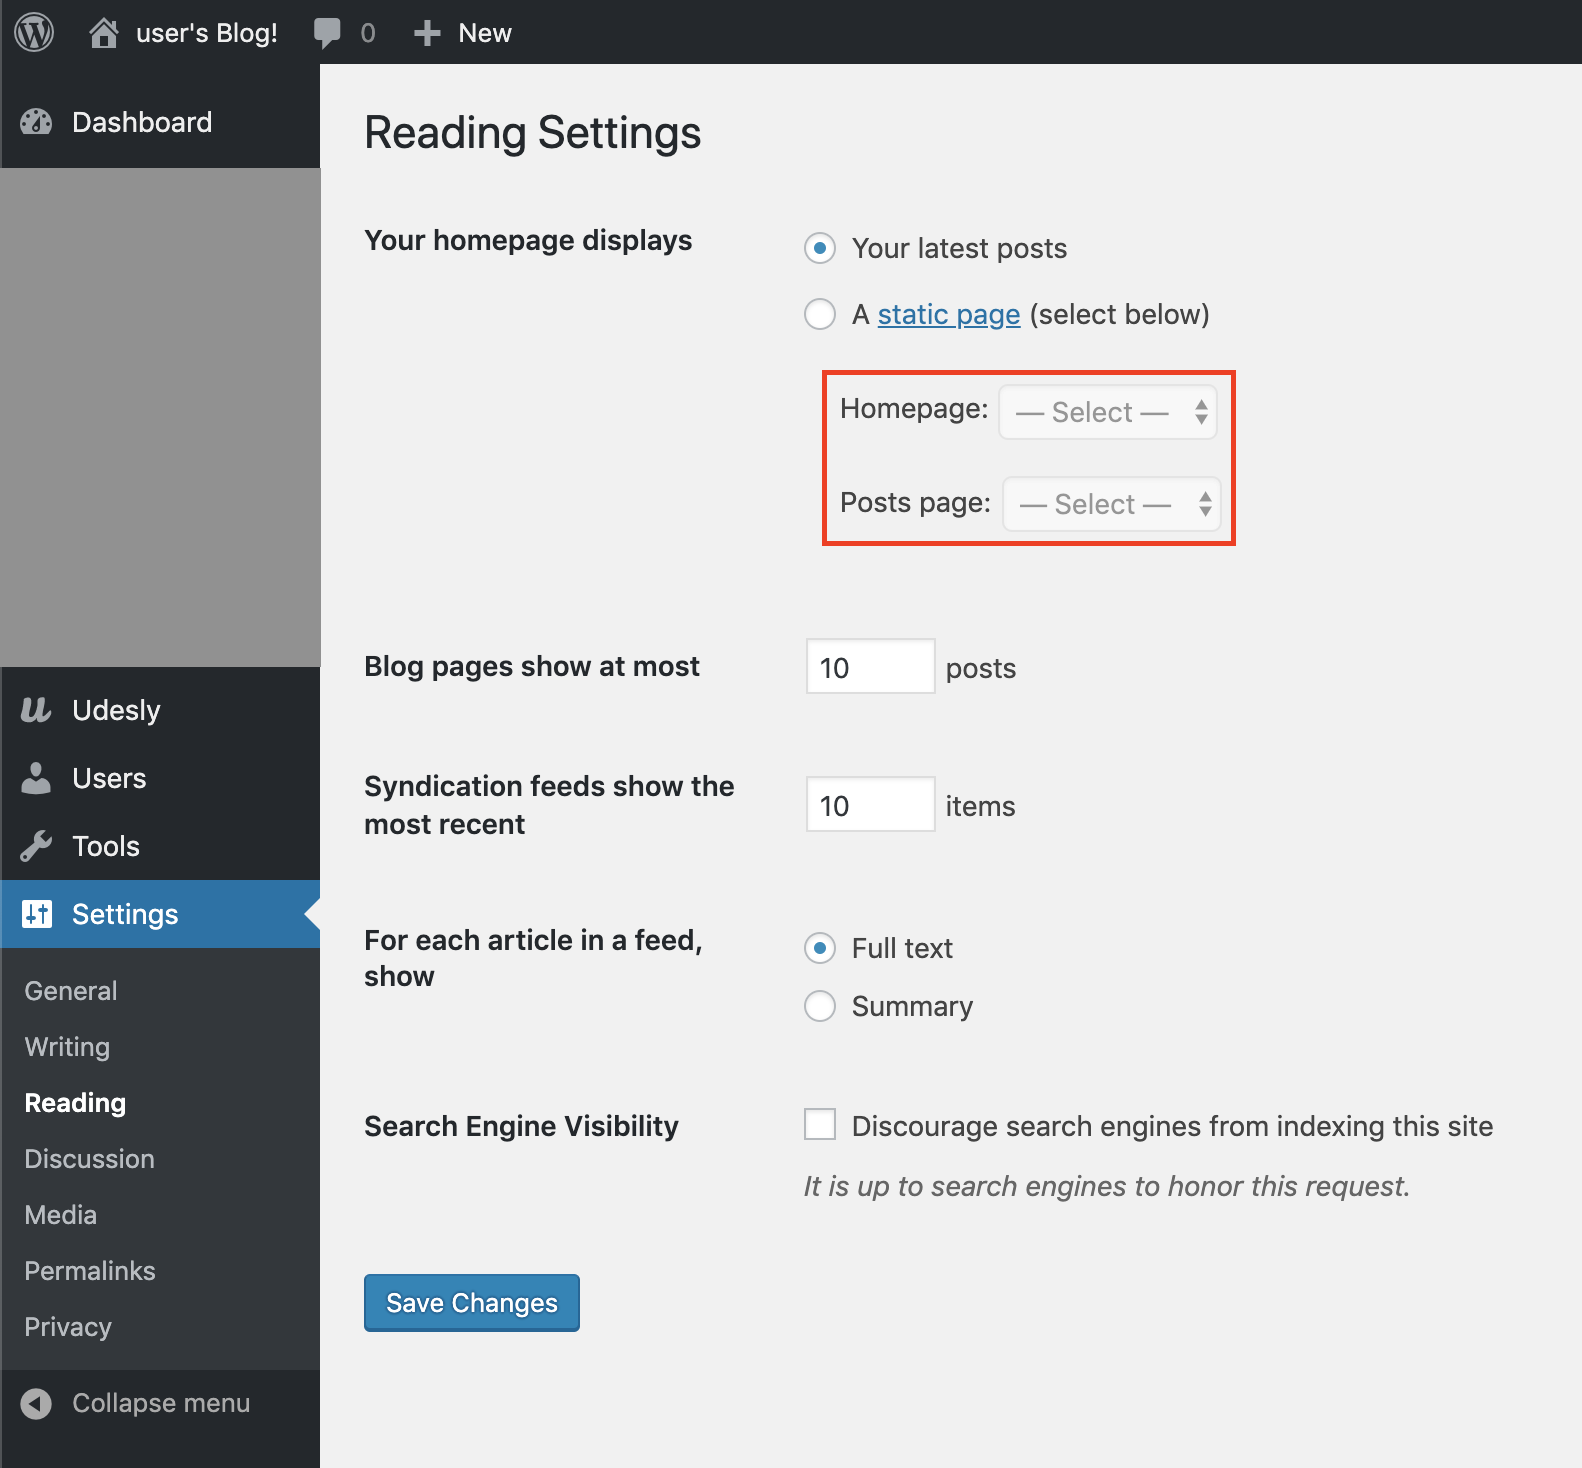 user's Blog!
0
New
Dashboard
Udesly
Users
Tools
Settings
General
Writing
Reading
Discussion
Media
Permalinks
Privacy
Collapse menu
Reading Settings
Your homepage displays
Your latest posts
A static page (select below)
Homepage: — Select —
Posts page: — Select —
Blog pages show at most
10 posts
Syndication feeds show the
most recent
10 items
For each article in a feed,
show
Full text
Summary
Search Engine Visibility
Discourage search engines from indexing this site
It is up to search engines to honor this request.
Save Changes